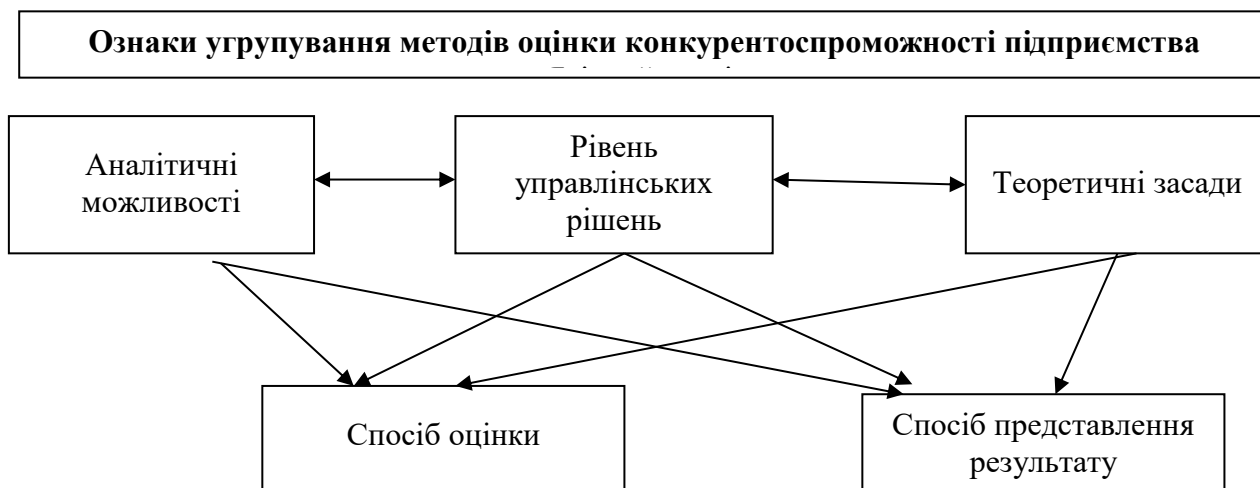 Ознаки угрупування методів оцінки конкурентоспроможності підприємства
Аналітичні
можливості
Рівень
управлінських
рішень
Теоретичні засади
Спосіб оцінки
Спосіб представлення
результату